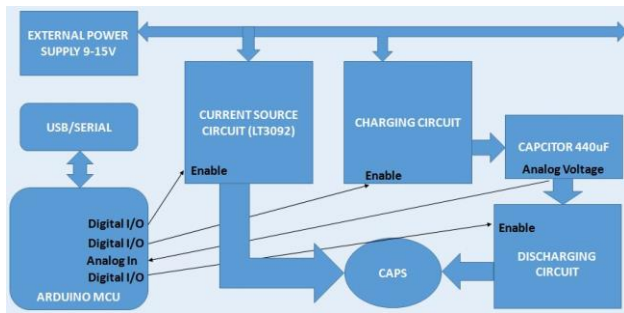 EXTERNAL POWER
SUPPLY 9-15V
USB/SERIAL
CURRENT SOURCE
CIRCUIT (LT3092)
Enable
CHARGING CIRCUIT
Enable
CAPCITOR 440uF
Analog Voltage
Digital I/O
Digital I/O
Analog In
Digital I/O
ARDUINO MCU
CAPS
Enable
DISCHARGING
CIRCUIT